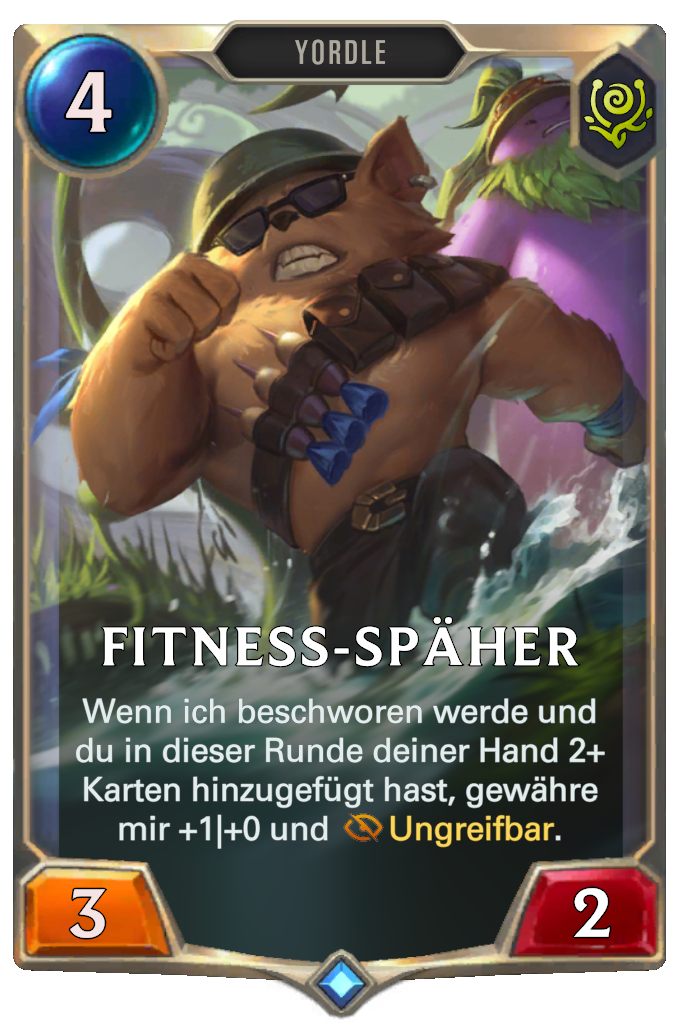 YORDLE
4
FITNESS-SPÄHER
Wenn ich beschworen werde und
du in dieser Runde deiner Hand 2+
Karten hinzugefügt hast, gewähre
mir +1|+0 und Ungreifbar.
3
2